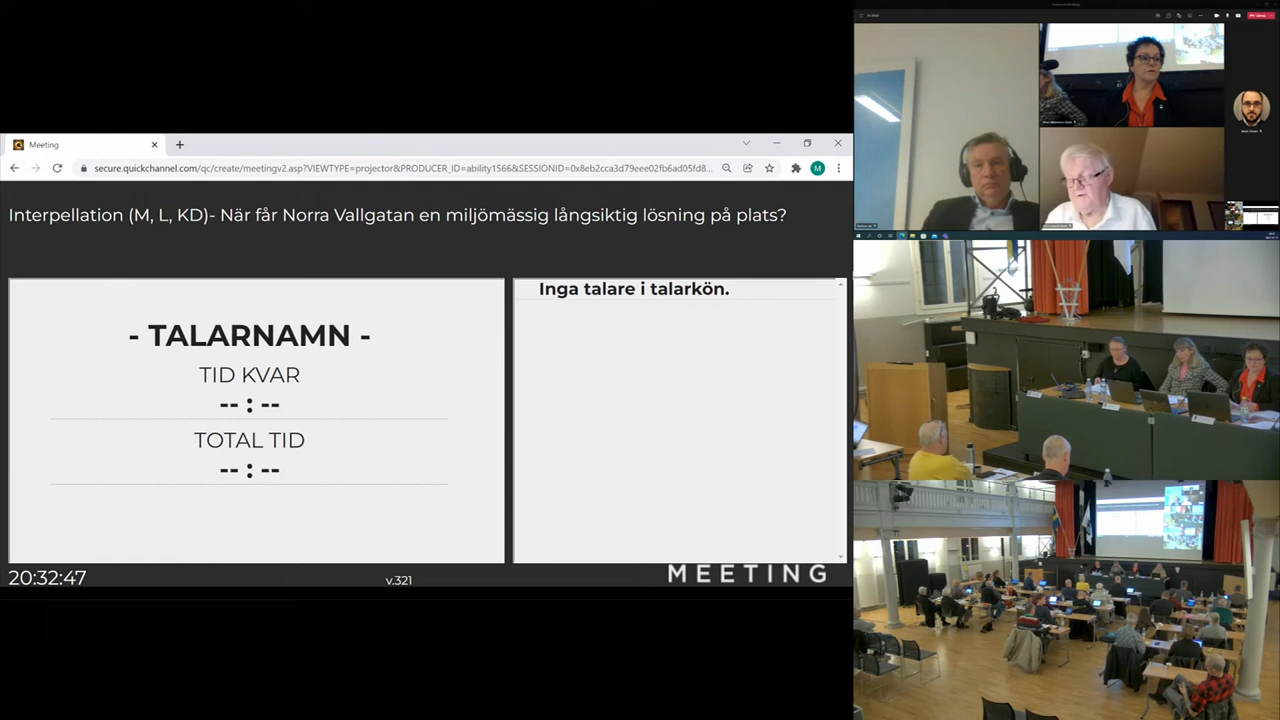 Meeting
secure.quickchannel.com/qc/create/meetingv2.asp?VIEWTYPE=projector&PRODUCER_ID=ability1566&SESSIONID=0x8eb2cca3d79eee02fb6ad05fd8...
M
Interpellation (M, L, KD)- När får Norra Vallgatan en miljömässig långsiktig lösning på plats?
- TALARNAMN -
TID KVAR
-- : --
TOTAL TID
-- : --
Inga talare i talarkön.
20:32:47
v.321
MEETING